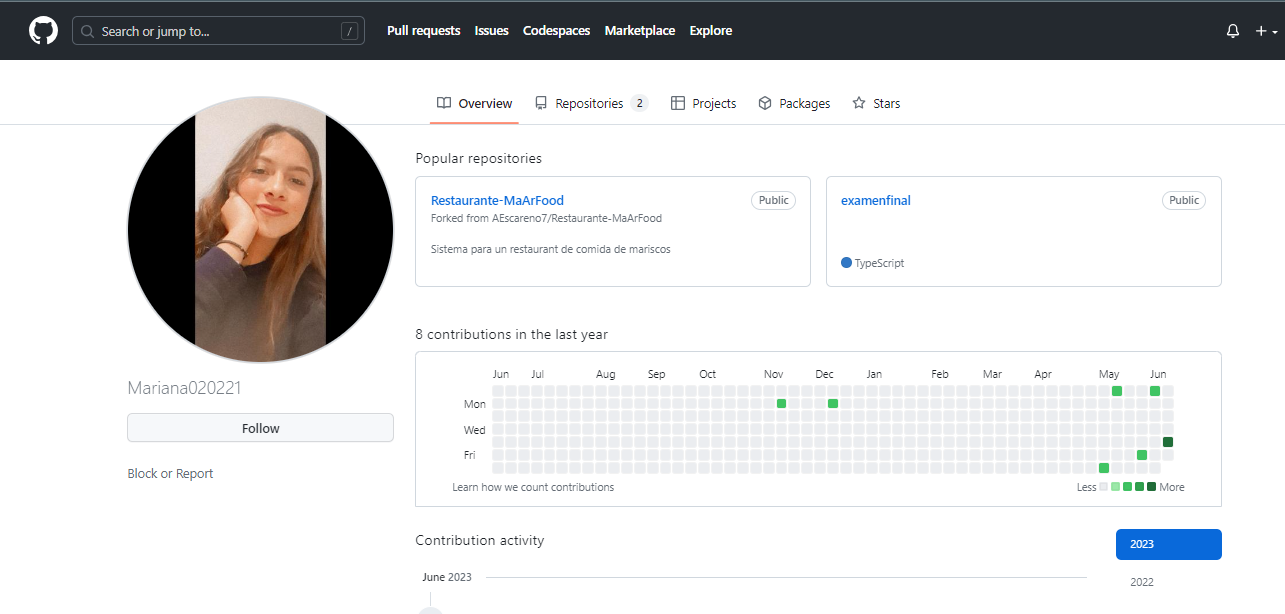 Search or jump to... / Pull requests Issues Codespaces Marketplace Explore
Overview Repositories 2 Projects Packages Stars
Popular repositories
Restaurante-MaArFood Public
Forked from AEscareno7/Restaurante-MaArFood
Sistema para un restaurant de comida de mariscos
examenfinal Public
TypeScript
Mariana020221
Follow
Block or Report
8 contributions in the last year
Jun Jul Aug Sep Oct Nov Dec Jan Feb Mar Apr May Jun
Mon
Wed
Fri
Learn how we count contributions Less More
Contribution activity
2023
2022
June 2023